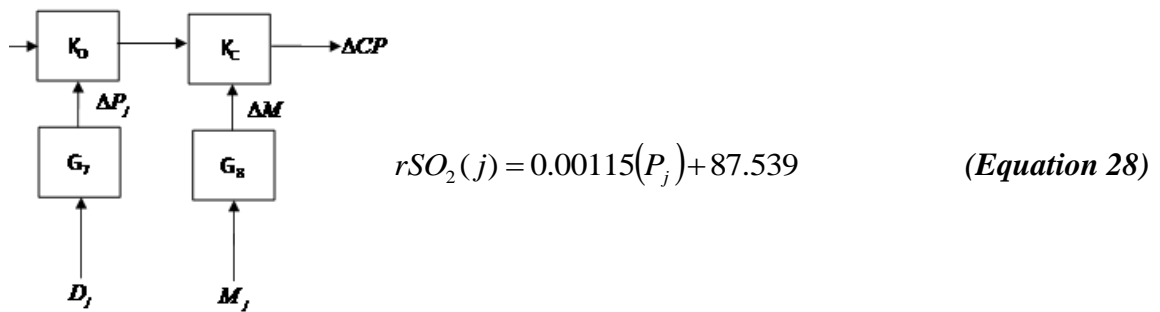 K_D K_C ΔCP
ΔP_j ΔM
G_7 G_8
rSO_2(j) = 0.00115(P_j) + 87.539 (Equation 28)
D_j M_j